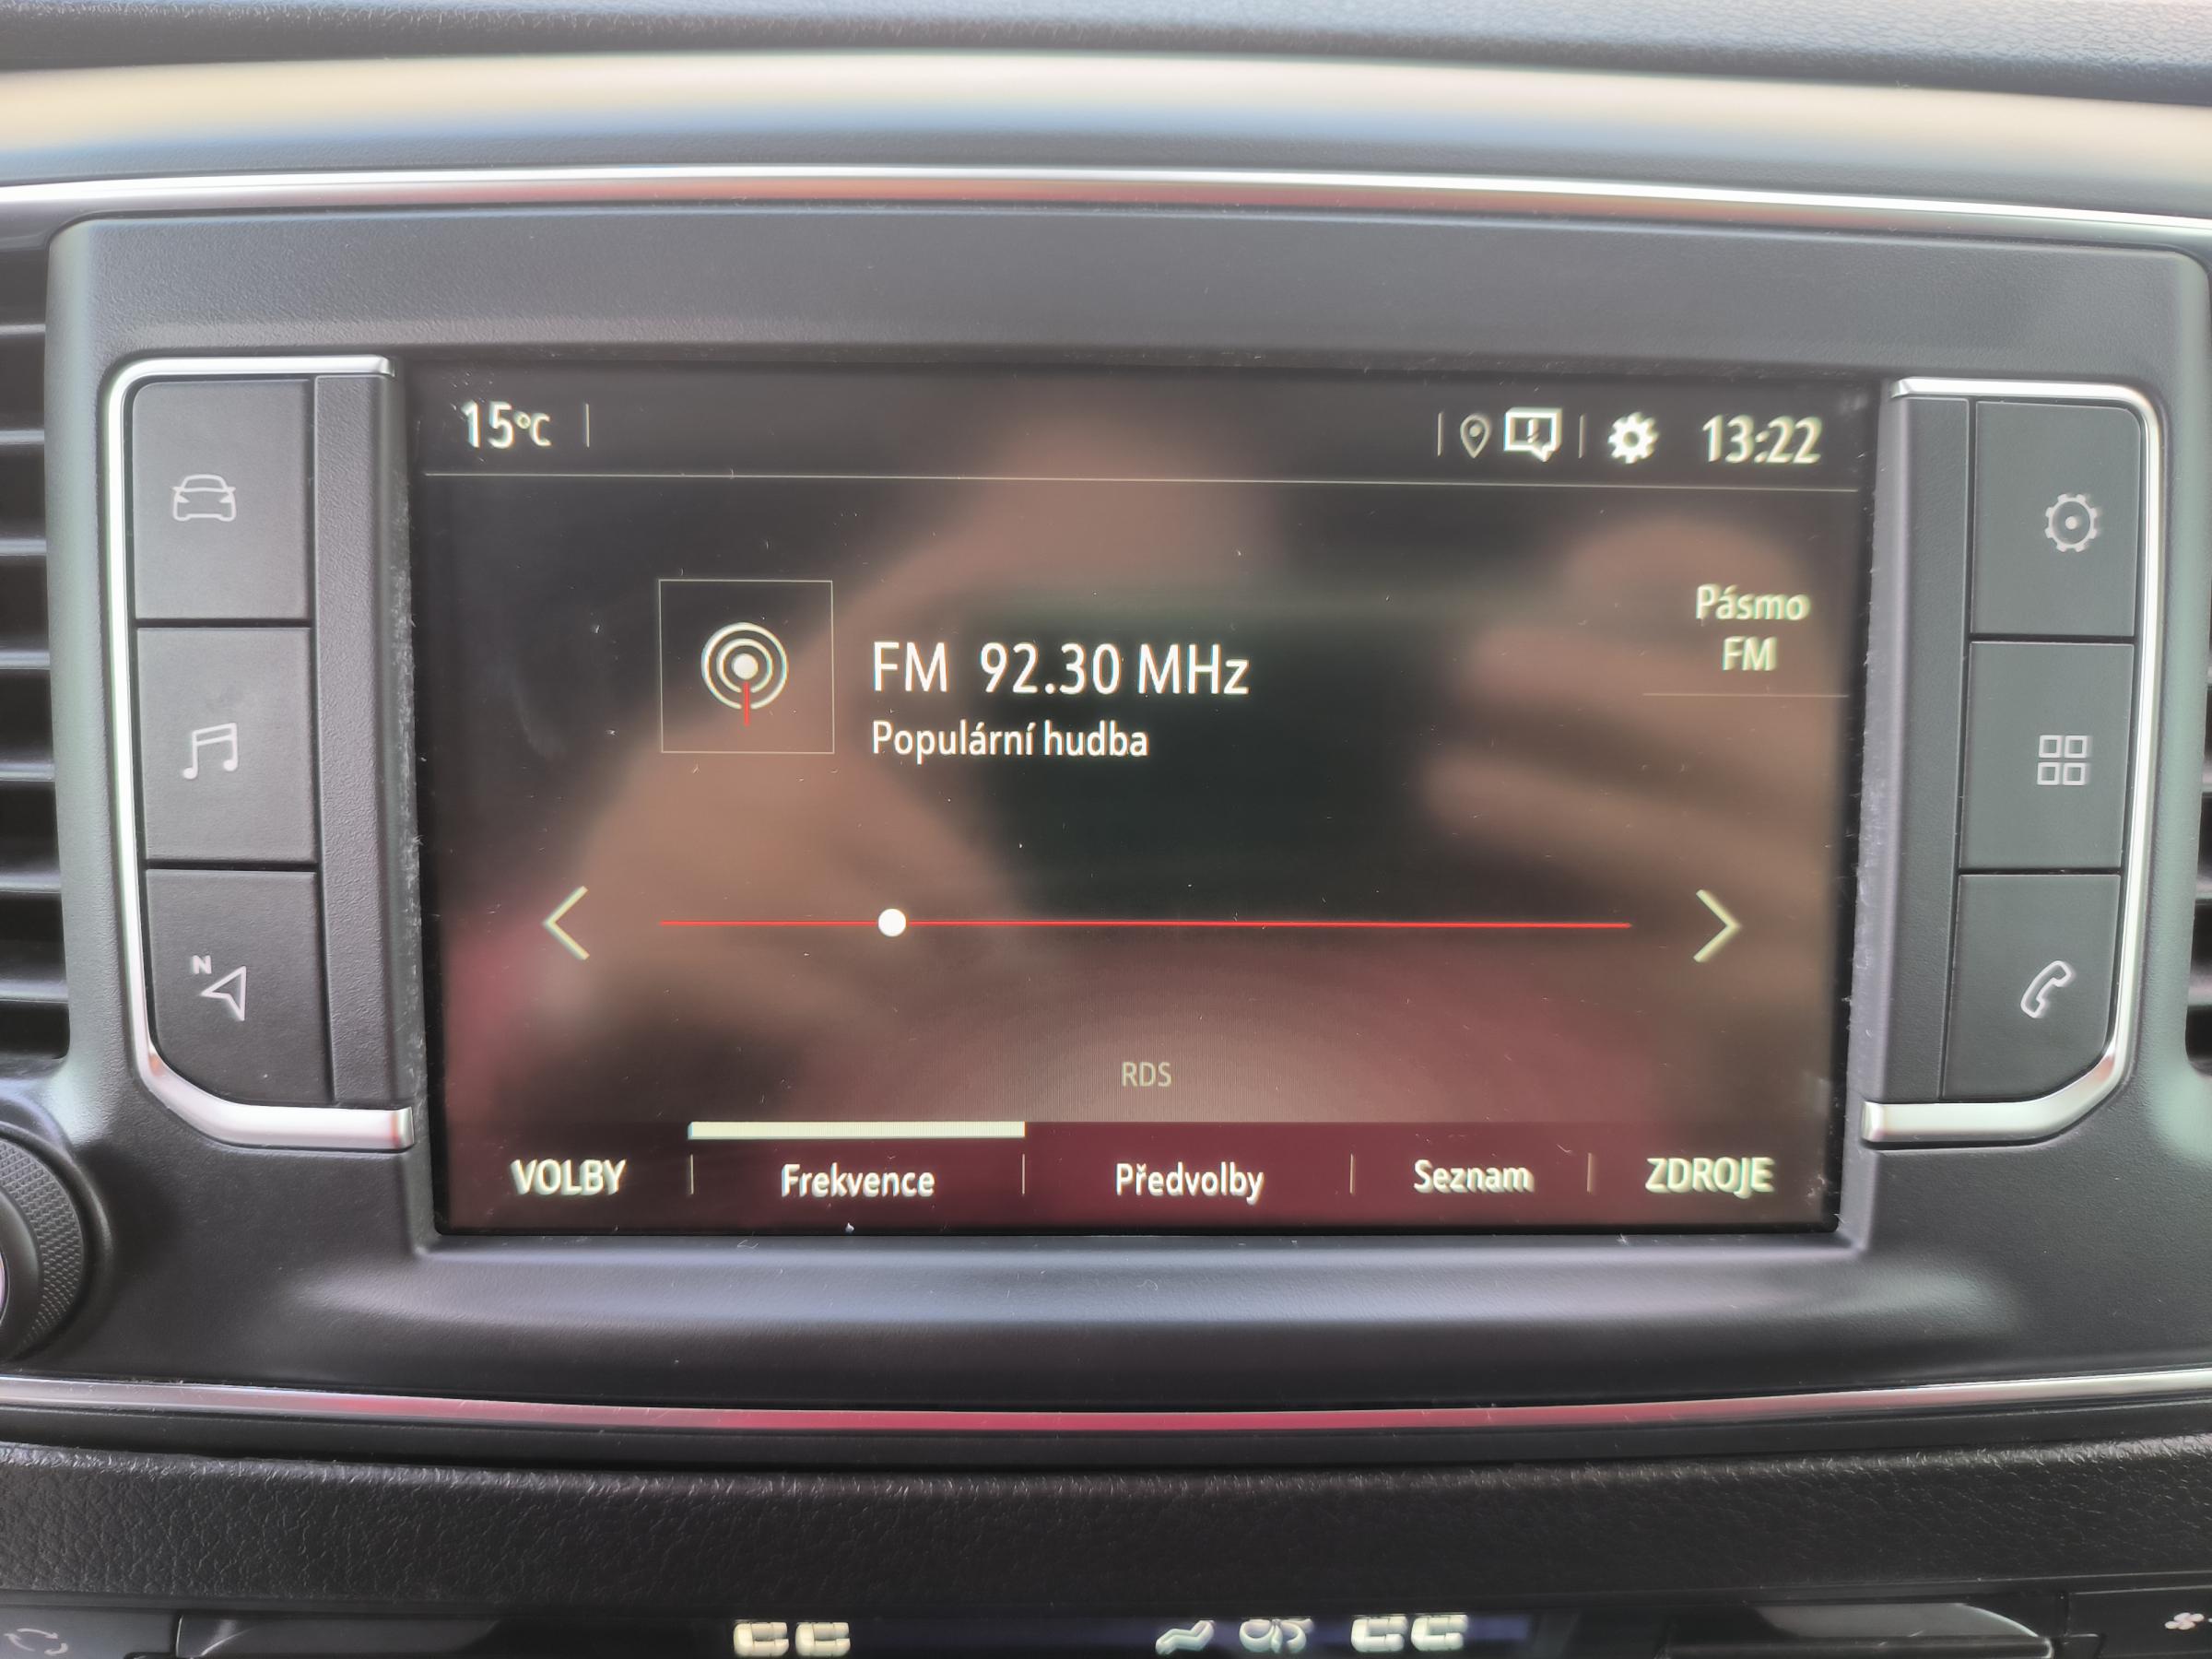 15°C
13:22
Pásmo
FM
FM 92.30 MHz
Populární hudba
N
RDS
VOLBY
Frekvence
Předvolby
Seznam
ZDROJE